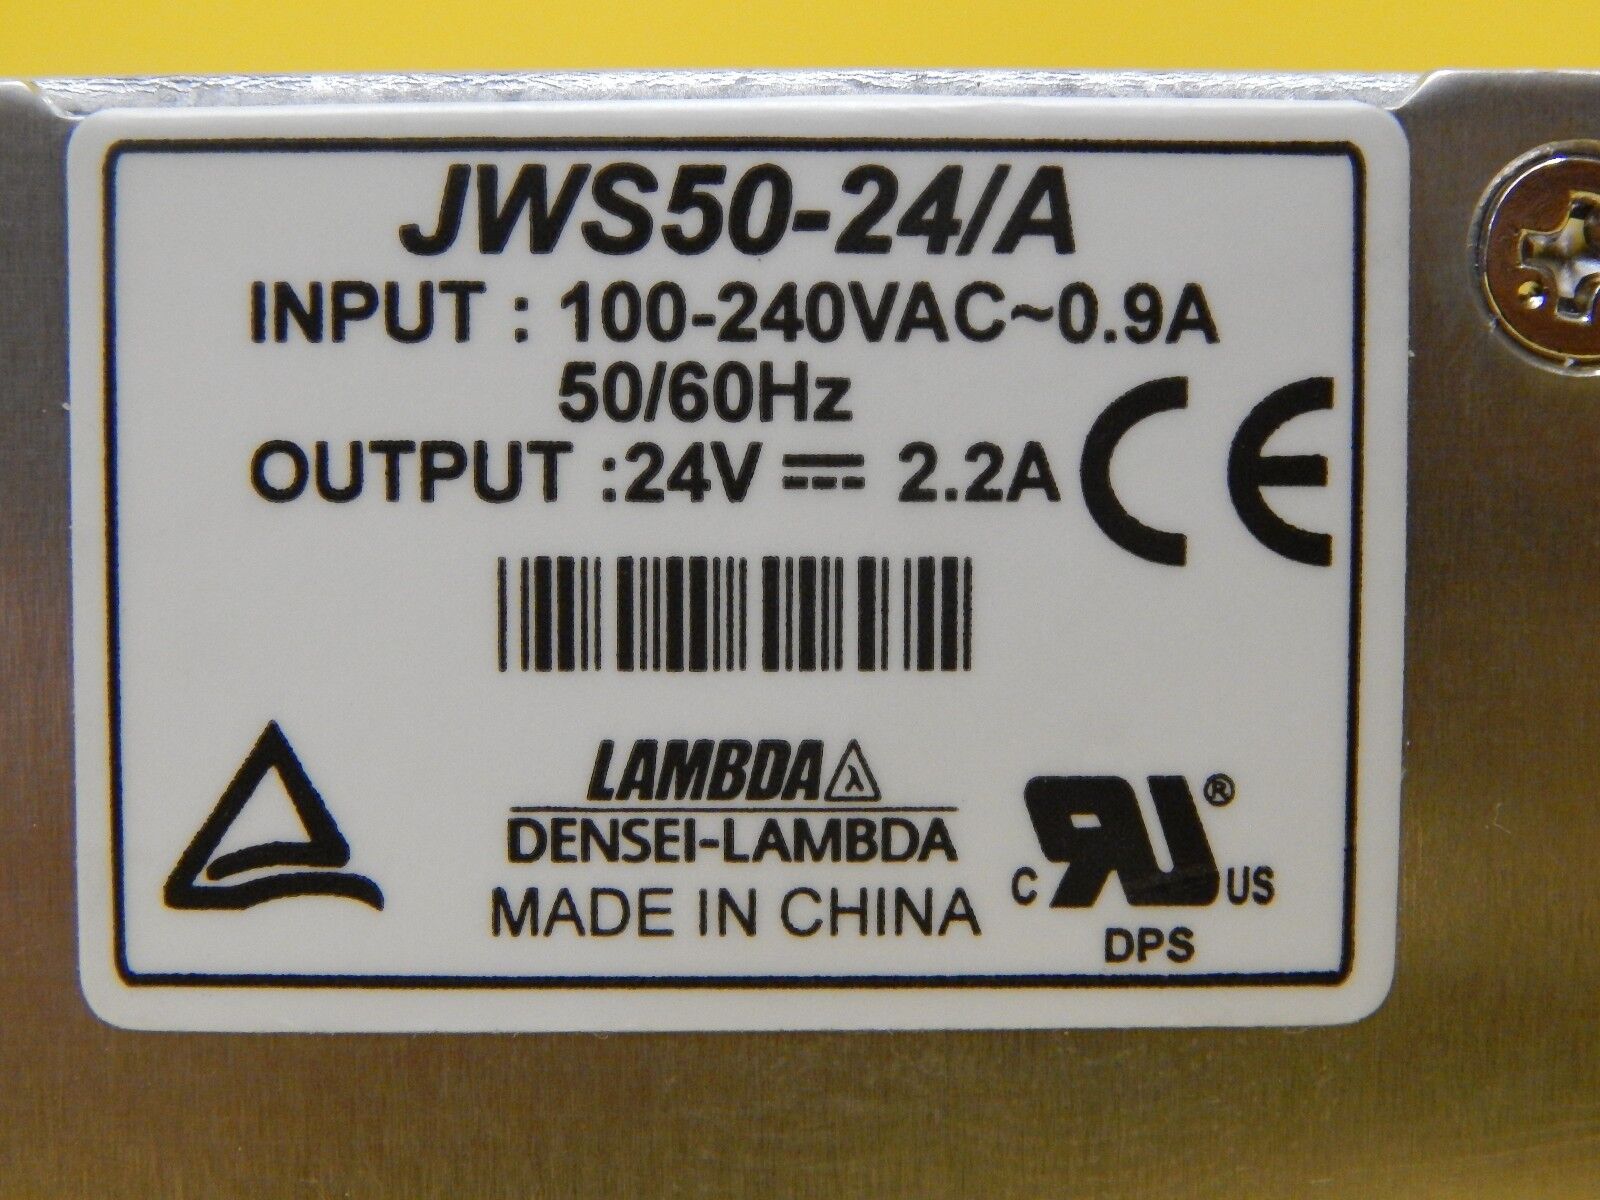 JWS50-24/A
INPUT : 100-240VAC~0.9A
50/60Hz
OUTPUT :24V ⎓ 2.2A
CE
LAMBDA λ
DENSEI-LAMBDA
MADE IN CHINA
C RU ® US
DPS